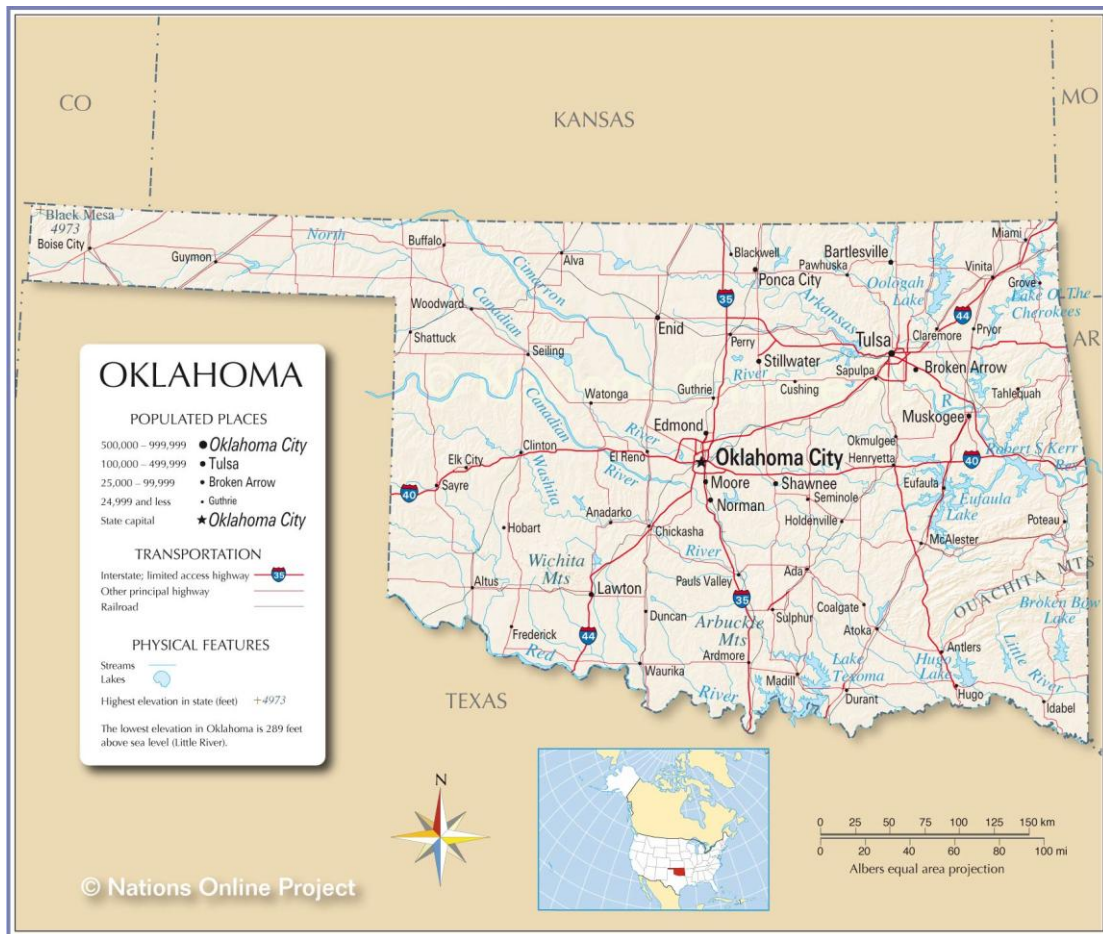 CO
KANSAS
MO
Black Mesa
4973
Boise City
Guymon
North
Buffalo
Alva
Cimarron
Blackwell
Ponca City
Bartlesville
Pawhuska
Oologah
Lake
Miami
Vinita
Grove
Lake O' The
Cherokees
Woodward
Canadian
Enid
35
Arkansas
44
Claremore
Pryor
AR
Shattuck
Seiling
Perry
Stillwater
Tulsa
River
Sapulpa
Broken Arrow
Cushing
Watonga
Guthrie
Tahlequah
R
Muskogee
Canadian
River
Edmond
Okmulgee
Robert S Kerr
Res
Clinton
El Reno
Oklahoma City
Henryetta
40
Elk City
Sayre
40
Washita
River
Moore
Shawnee
Eufaula
Eufaula
Lake
Norman
Seminole
Holdenville
Hobart
Anadarko
Chickasha
McAlester
Poteau
Wichita
Mts
River
Pauls Valley
Ada
OUACHITA MTS
Altus
Lawton
35
Sulphur
Coalgate
Broken Bow
Lake
Frederick
44
Duncan
Arbuckle
Mts
Atoka
Antlers
Red
Waurika
Ardmore
Lake
Texoma
Hugo
Lake
Little River
River
Madill
Durant
Hugo
Idabel
TEXAS
OKLAHOMA
POPULATED PLACES
500,000 – 999,999 Oklahoma City
100,000 – 499,999 Tulsa
25,000 – 99,999 Broken Arrow
24,999 and less Guthrie
State capital Oklahoma City
TRANSPORTATION
Interstate; limited access highway 35
Other principal highway
Railroad
PHYSICAL FEATURES
Streams
Lakes
Highest elevation in state (feet) +4973
The lowest elevation in Oklahoma is 289 feet
above sea level (Little River).
N
0 25 50 75 100 125 150 km
0 20 40 60 80 100 mi
Albers equal area projection
© Nations Online Project